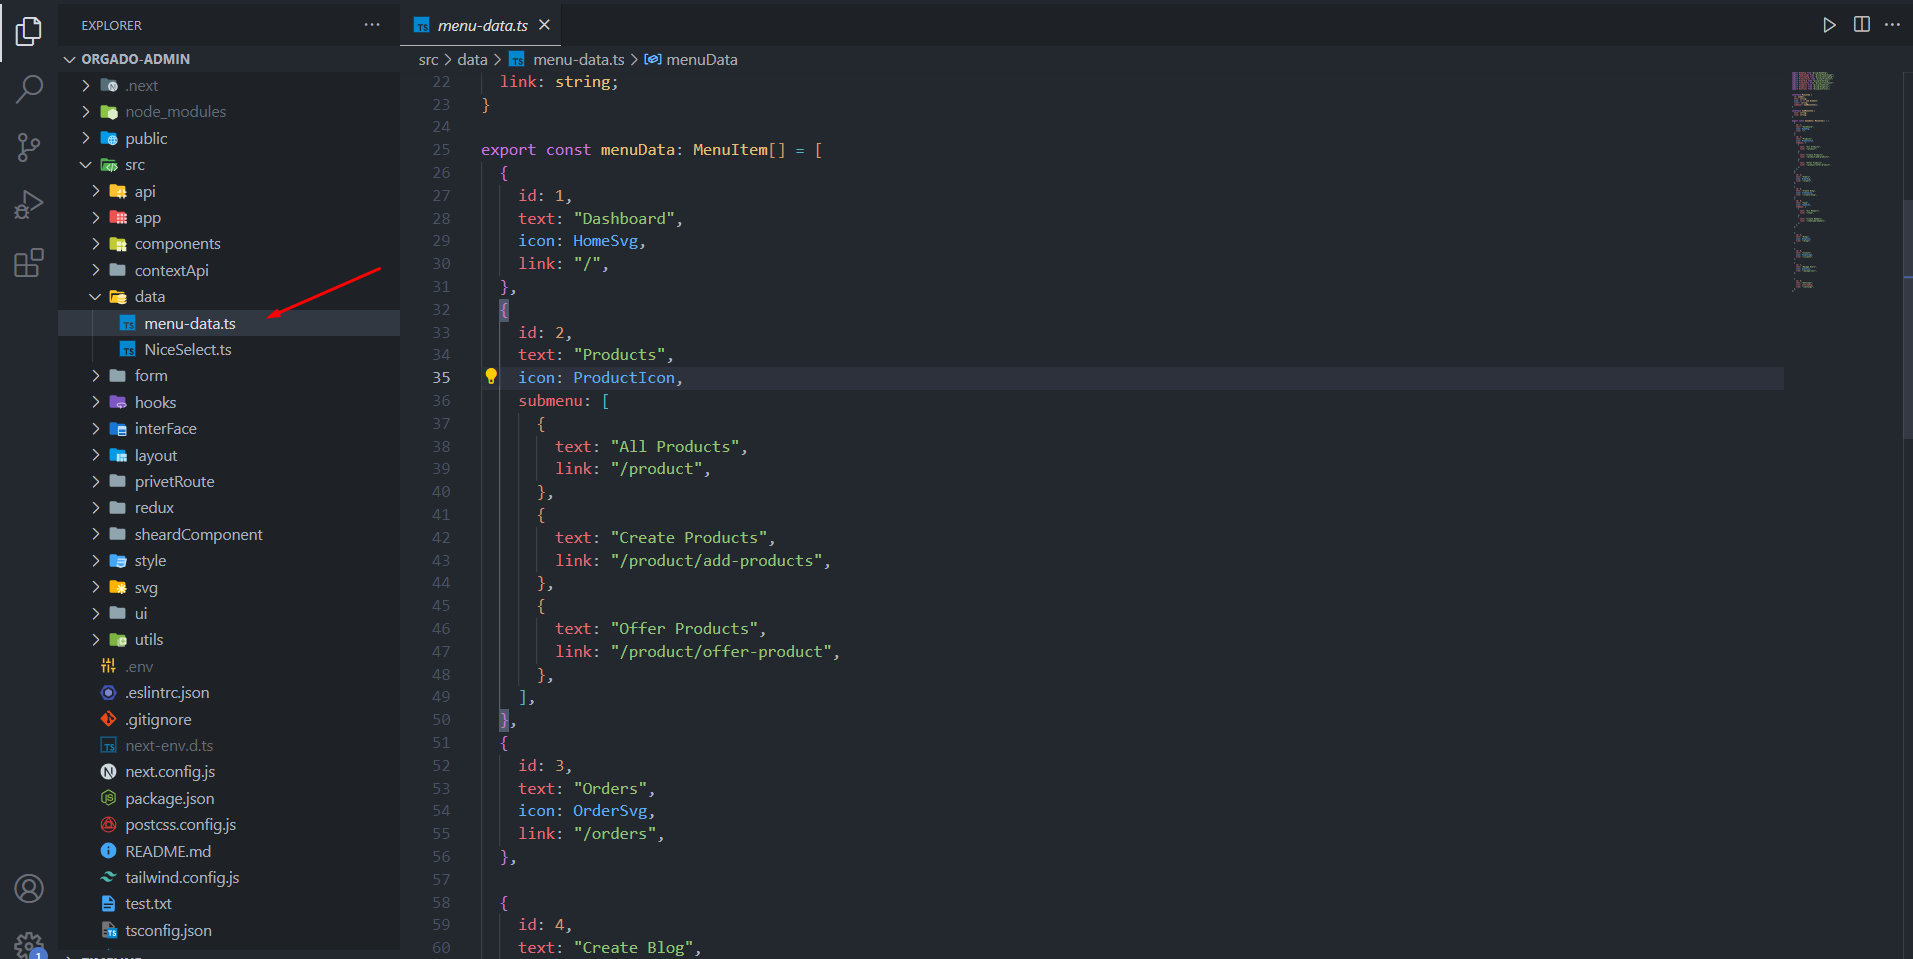 EXPLORER
ORGADO-ADMIN
.next
node_modules
public
src
api
app
components
contextApi
data
TS menu-data.ts
TS NiceSelect.ts
form
hooks
interFace
layout
privetRoute
redux
sheardComponent
style
svg
ui
utils
.env
.eslintrc.json
.gitignore
TS next-env.d.ts
next.config.js
package.json
postcss.config.js
README.md
tailwind.config.js
test.txt
tsconfig.json
1
TS menu-data.ts
src > data > TS menu-data.ts > menuData
22 link: string;
23 }
24
25 export const menuData: MenuItem[] = [
26 {
27 id: 1,
28 text: "Dashboard",
29 icon: HomeSvg,
30 link: "/",
31 },
32 {
33 id: 2,
34 text: "Products",
35 icon: ProductIcon,
36 submenu: [
37 {
38 text: "All Products",
39 link: "/product",
40 },
41 {
42 text: "Create Products",
43 link: "/product/add-products",
44 },
45 {
46 text: "Offer Products",
47 link: "/product/offer-product",
48 },
49 ],
50 },
51 {
52 id: 3,
53 text: "Orders",
54 icon: OrderSvg,
55 link: "/orders",
56 },
57
58 {
59 id: 4,
60 text: "Create Blog",